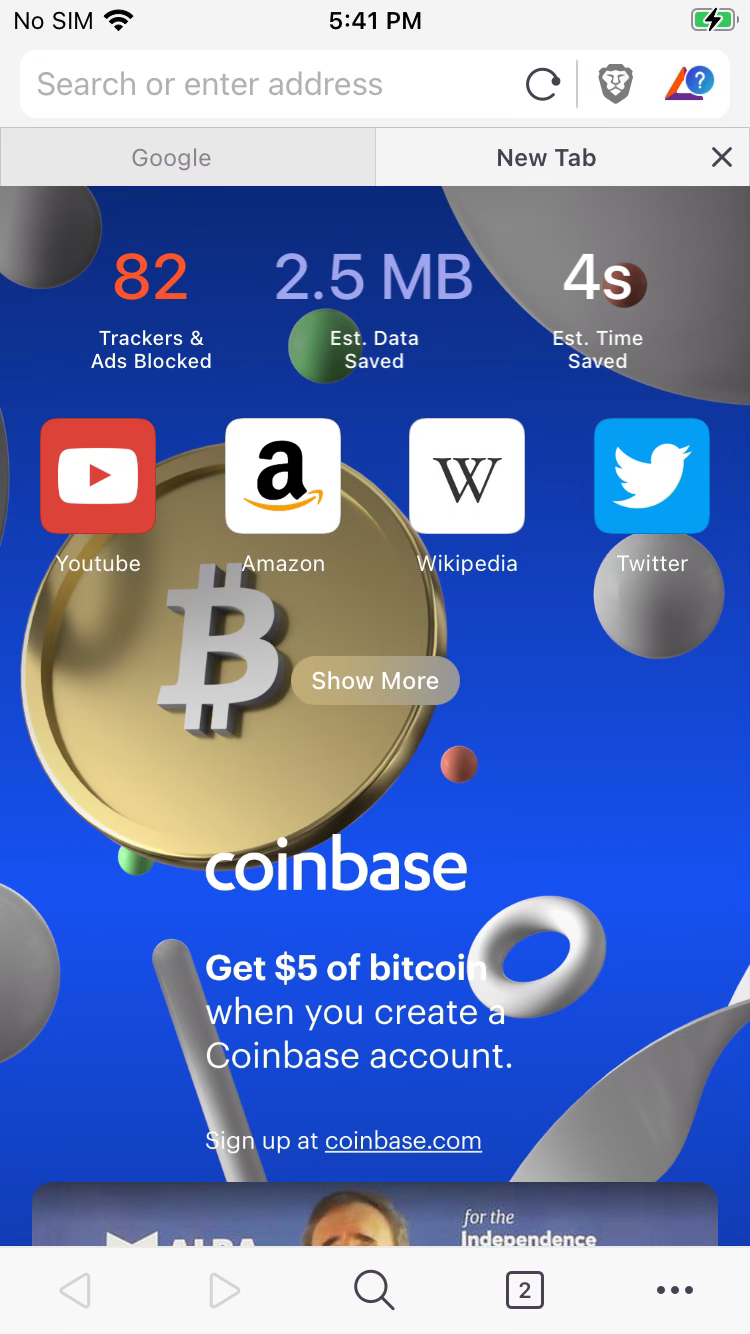 No SIM 5:41 PM
Search or enter address
Google New Tab
82 2.5 MB 4s
Trackers & Est. Data Est. Time
Ads Blocked Saved Saved
Youtube Amazon Wikipedia Twitter
Show More
coinbase
Get $5 of bitcoin
when you create a
Coinbase account.
Sign up at coinbase.com
for the
Independence
2